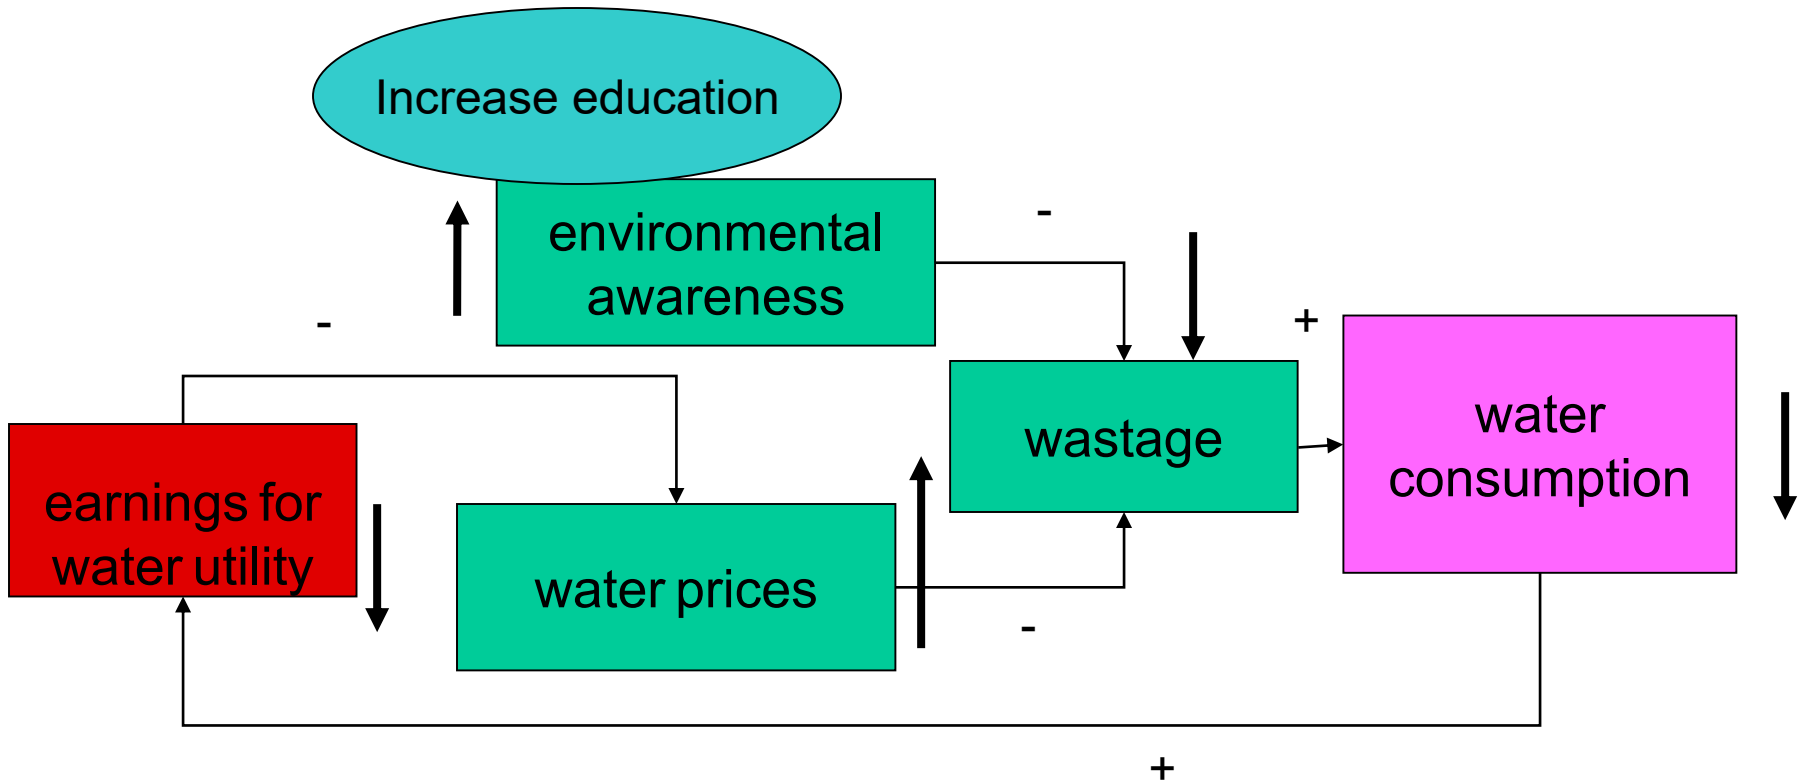 Increase education
environmental
awareness
-
-
+
wastage
water
consumption
earnings for
water utility
water prices
-
+